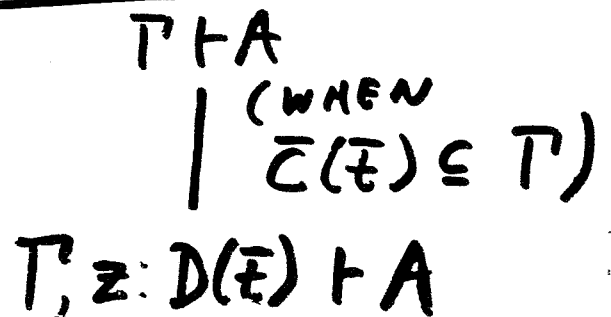 Γ ⊢ A
| (WHEN
C̅(t̅) ⊆ Γ)
Γ, z: D(t̅) ⊢ A